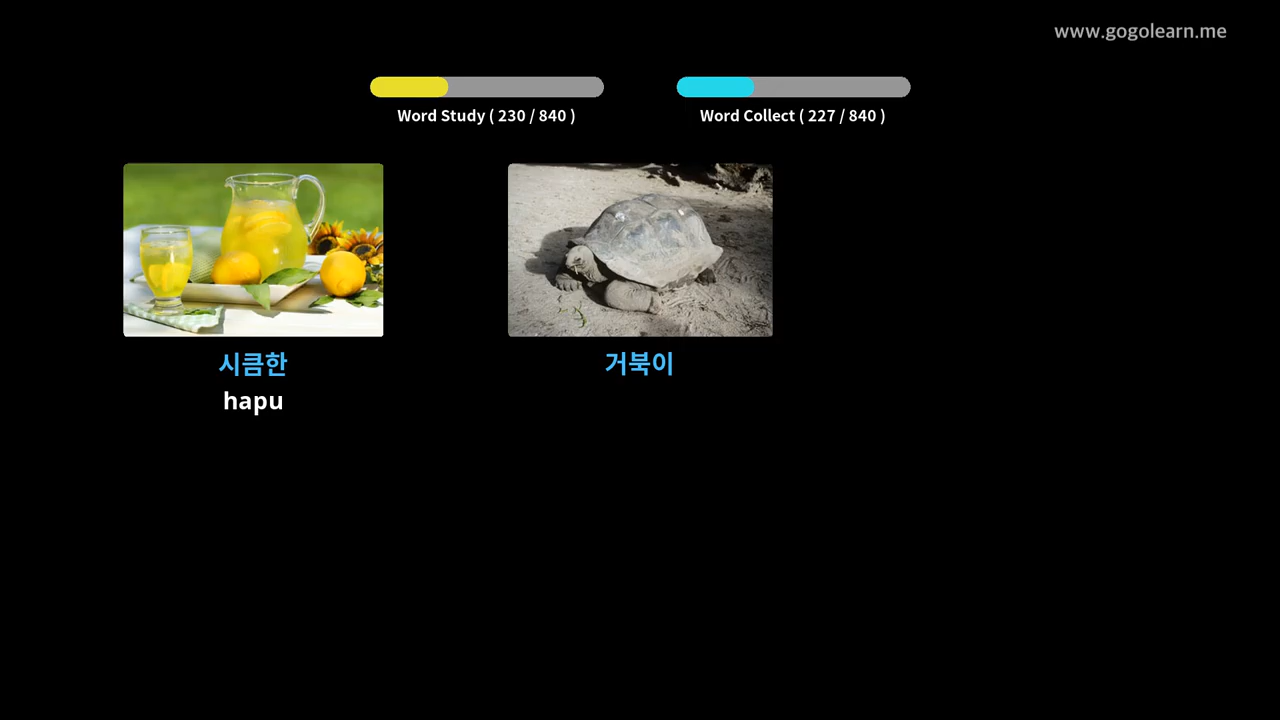 www.gogolearn.me
Word Study ( 230 / 840 )
Word Collect ( 227 / 840 )
시큼한
hapu
거북이